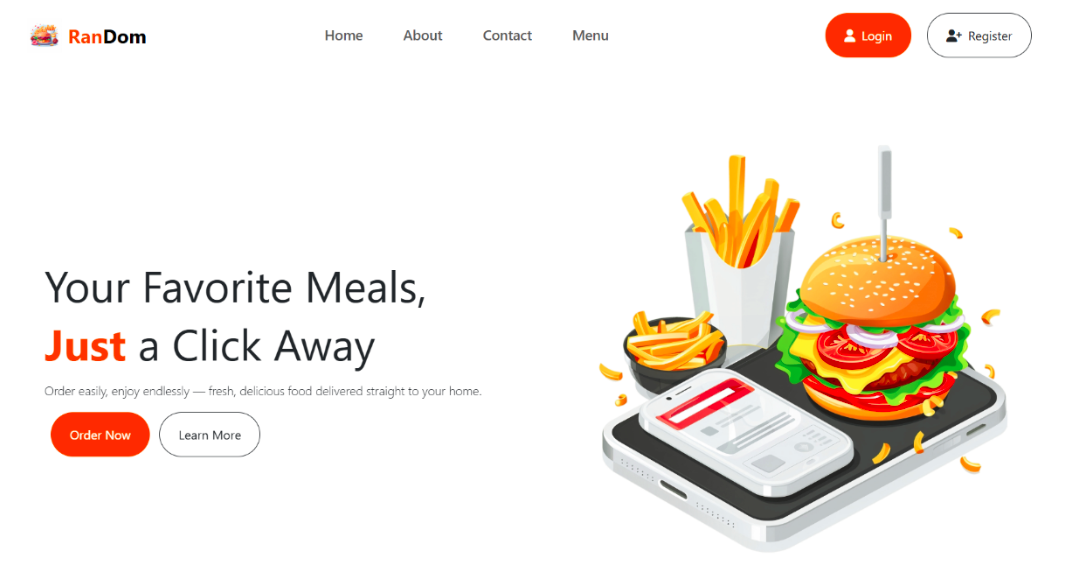 RanDom
Home
About
Contact
Menu
Login
Register
Your Favorite Meals,
Just a Click Away
Order easily, enjoy endlessly — fresh, delicious food delivered straight to your home.
Order Now
Learn More